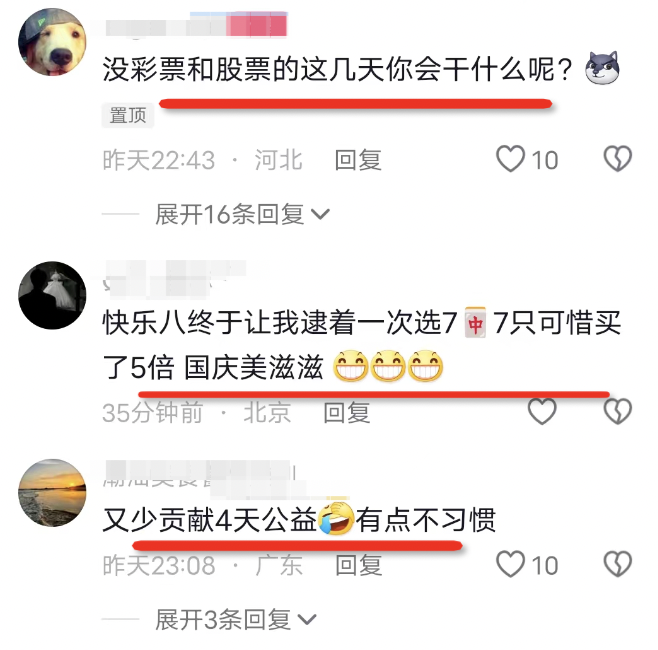 没彩票和股票的这几天你会干什么呢?
置顶
昨天22:43 · 河北 回复 10
展开16条回复
快乐八终于让我逮着一次选7🀄7只可惜买
了5倍 国庆美滋滋 😁😁😁
35分钟前 · 北京 回复
又少贡献4天公益🤣有点不习惯
昨天23:08 · 广东 回复 10
展开3条回复